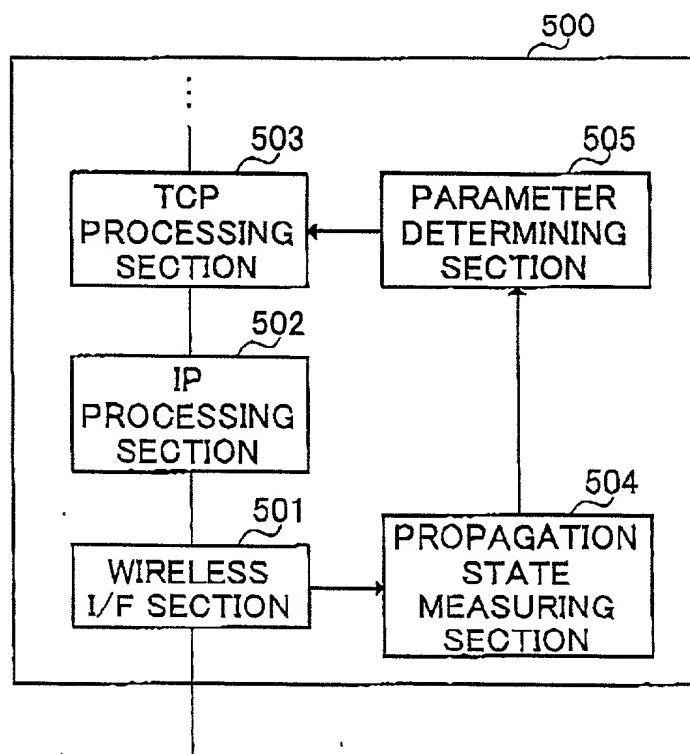 500
⋮
503
TCP
PROCESSING
SECTION
505
PARAMETER
DETERMINING
SECTION
502
IP
PROCESSING
SECTION
501
WIRELESS
I/F SECTION
504
PROPAGATION
STATE
MEASURING
SECTION